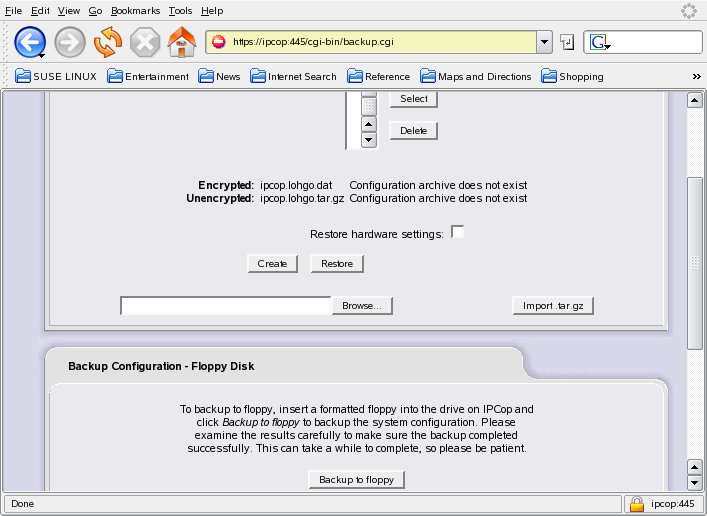 File Edit View Go Bookmarks Tools Help
https://ipcop:445/cgi-bin/backup.cgi
G
SUSE LINUX Entertainment News Internet Search Reference Maps and Directions Shopping »
Select
Delete
Encrypted: ipcop.lohgo.dat Configuration archive does not exist
Unencrypted: ipcop.lohgo.tar.gz Configuration archive does not exist
Restore hardware settings:
Create Restore
Browse... Import .tar.gz
Backup Configuration - Floppy Disk
To backup to floppy, insert a formatted floppy into the drive on IPCop and
click Backup to floppy to backup the system configuration. Please
examine the results carefully to make sure the backup completed
successfully. This can take a while to complete, so please be patient.
Backup to floppy
Done ipcop:445